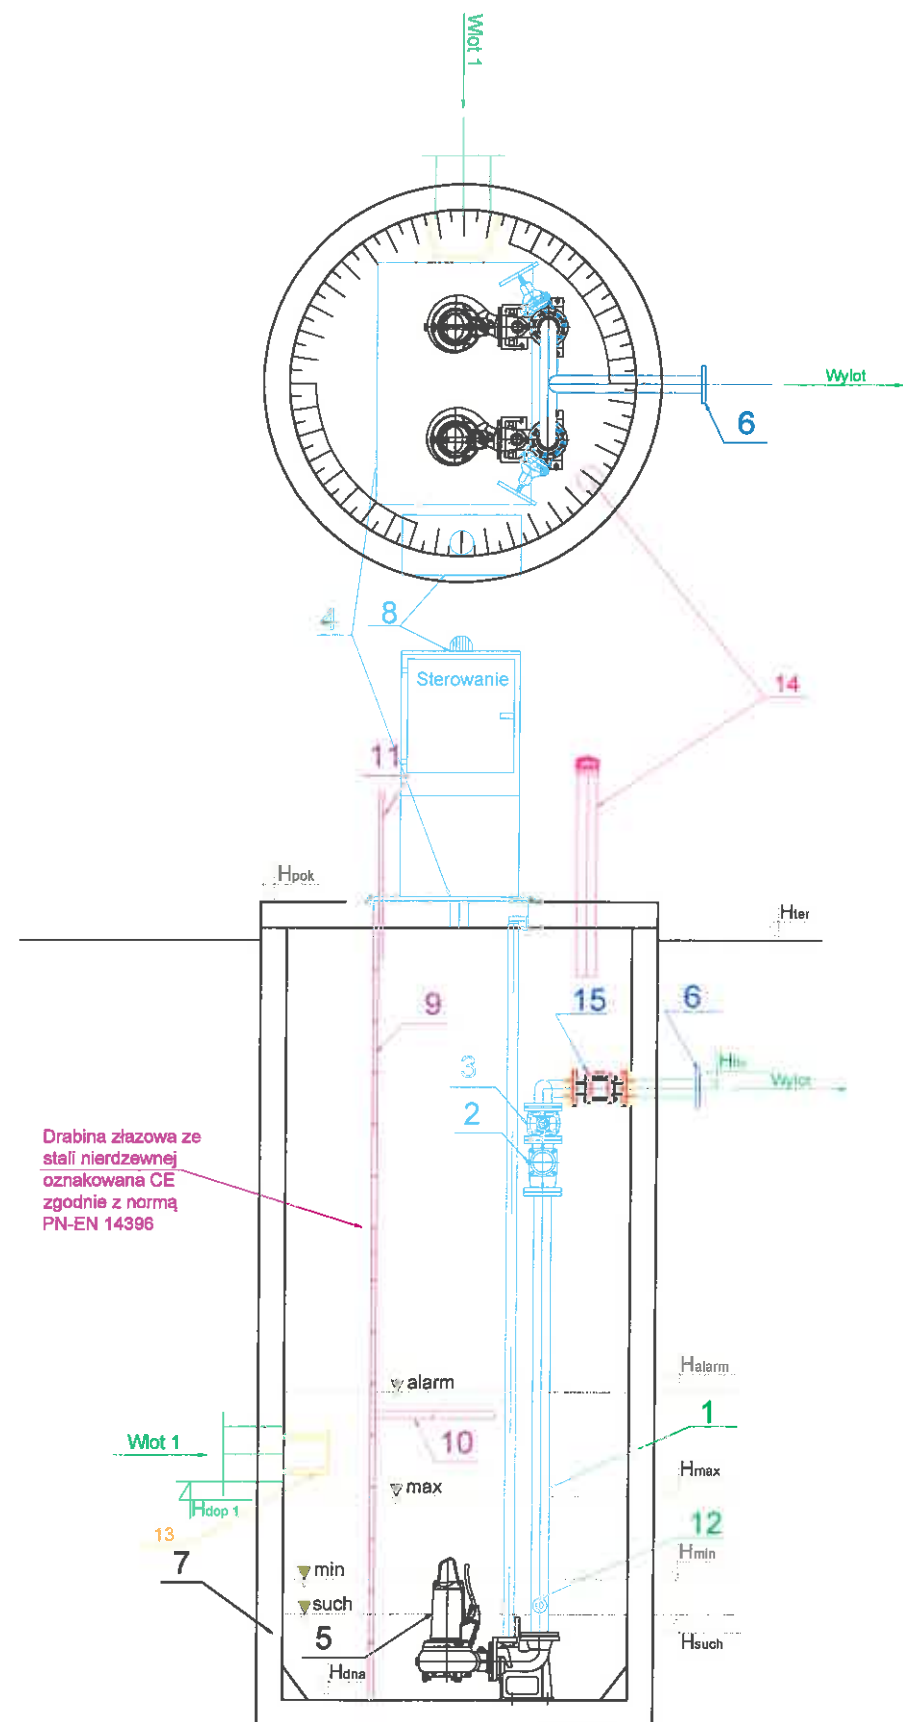 Wlot 1
Wylot
6
4
8
Sterowanie
14
11
Hpok
Hter
9
15
6
3
2
Wylot
Drabina złazowa ze
stali nierdzewnej
oznakowana CE
zgodnie z normą
PN-EN 14396
Halarm
alarm
1
10
Wlot 1
Hmax
max
Hdop 1
13
12
7
Hmin
min
such
5
Hsuch
Hdna